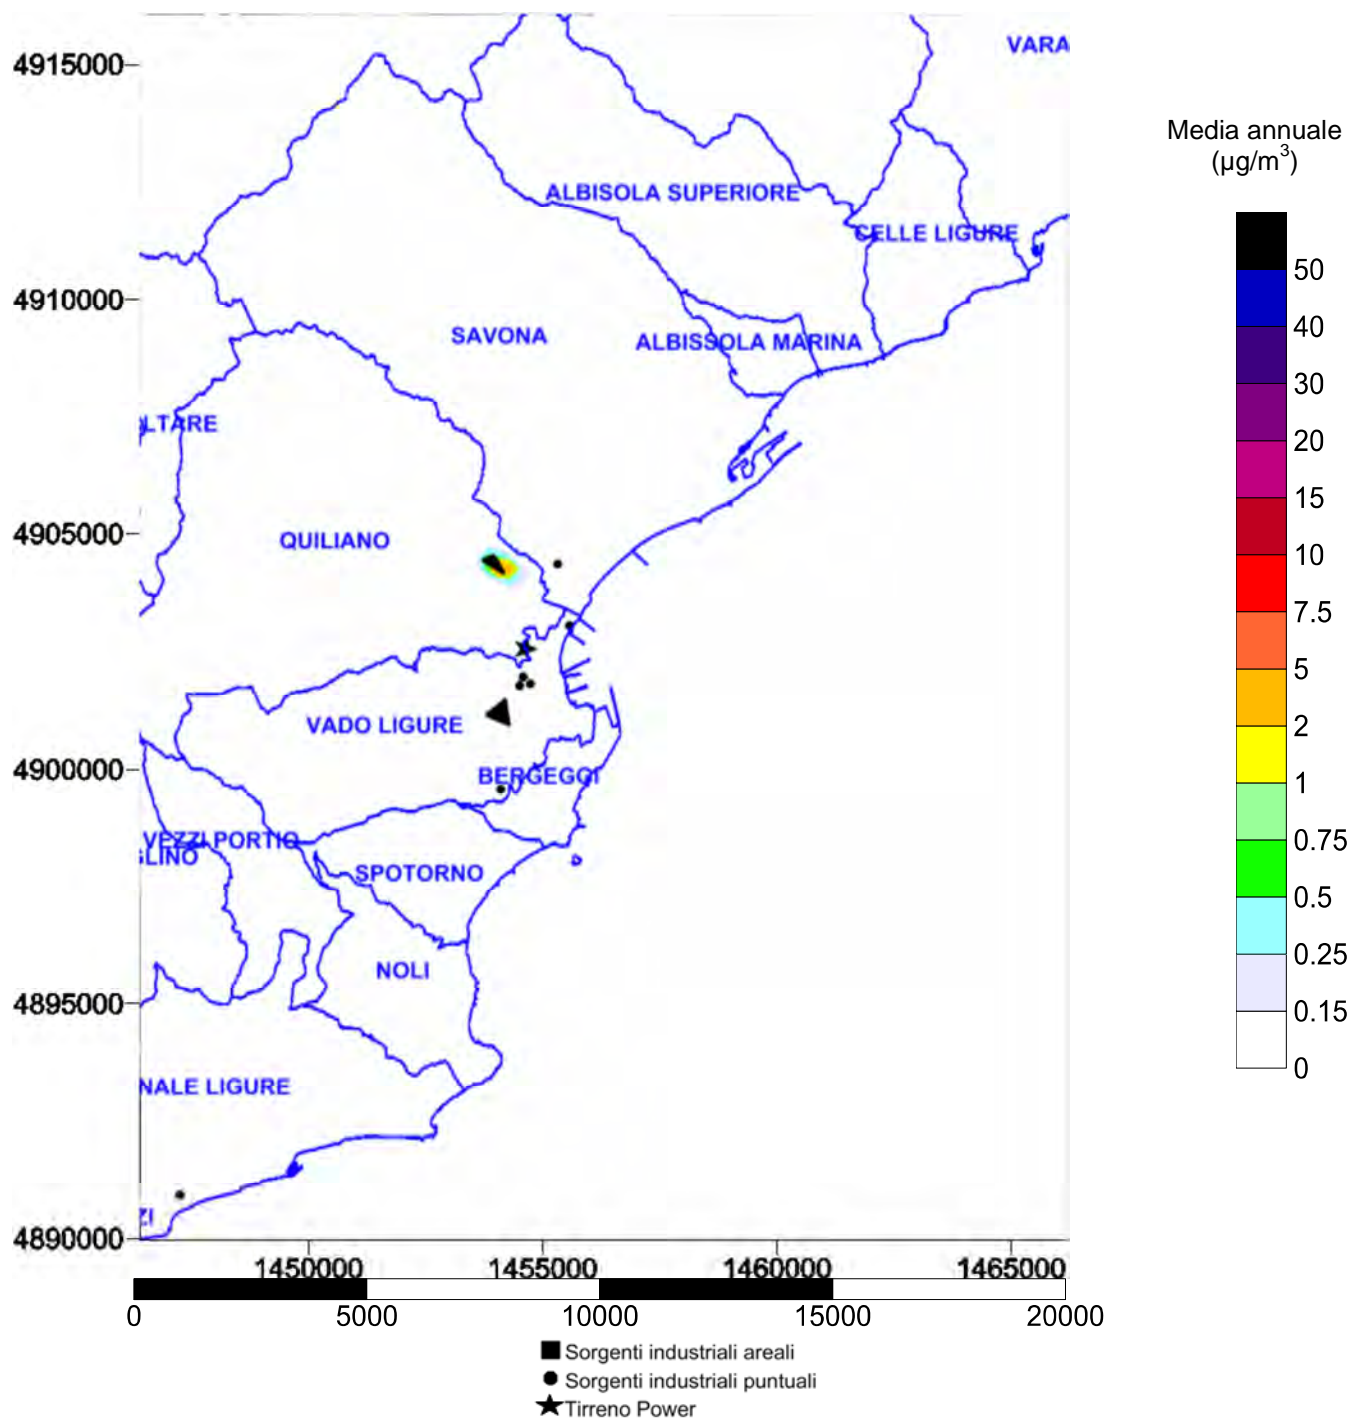 4915000
VARA
Media annuale
(µg/m³)
ALBISOLA SUPERIORE
CELLE LIGURE
50
4910000
40
SAVONA
ALBISSOLA MARINA
30
LTARE
20
15
4905000
QUILIANO
10
7.5
5
VADO LIGURE
2
4900000
BERGEGGI
1
VEZZI PORTIO
GLINO
0.75
SPOTORNO
0.5
NOLI
0.25
4895000
0.15
NALE LIGURE
0
ZI
4890000
1450000 1455000 1460000 1465000
0 5000 10000 15000 20000
Sorgenti industriali areali
Sorgenti industriali puntuali
Tirreno Power